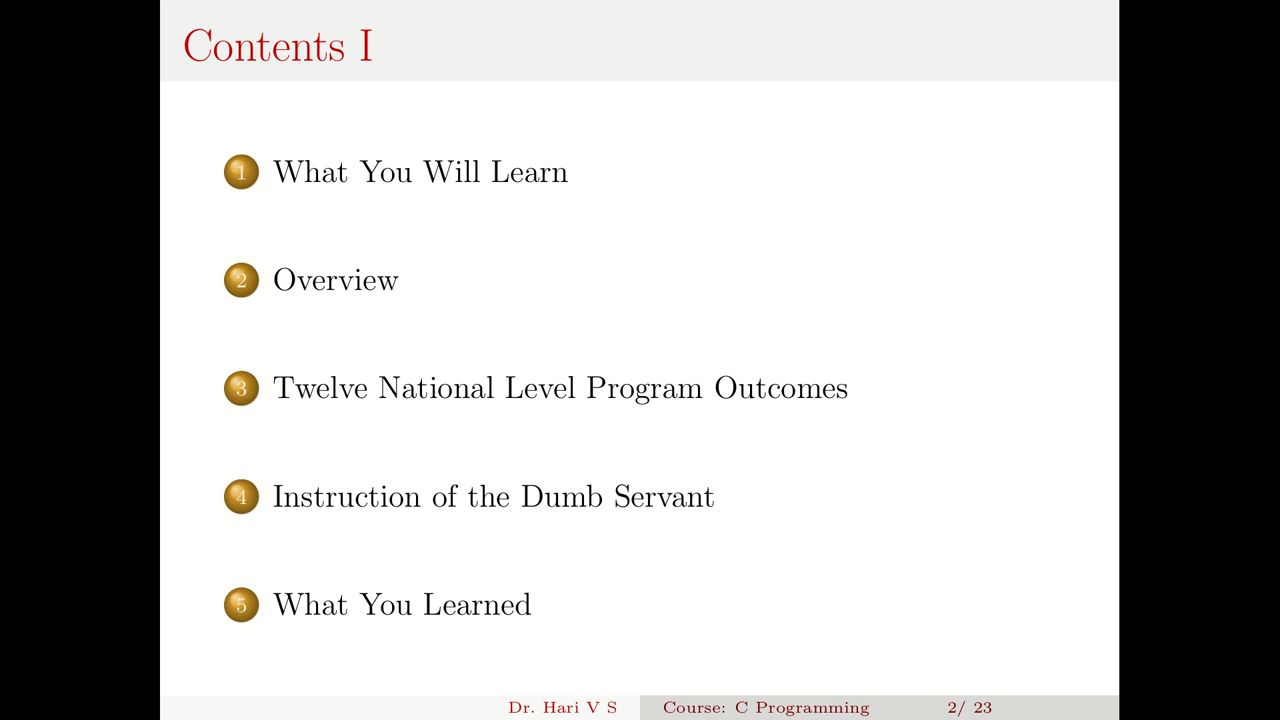 Contents I
1 What You Will Learn
2 Overview
3 Twelve National Level Program Outcomes
4 Instruction of the Dumb Servant
5 What You Learned
Dr. Hari V S Course: C Programming 2/ 23